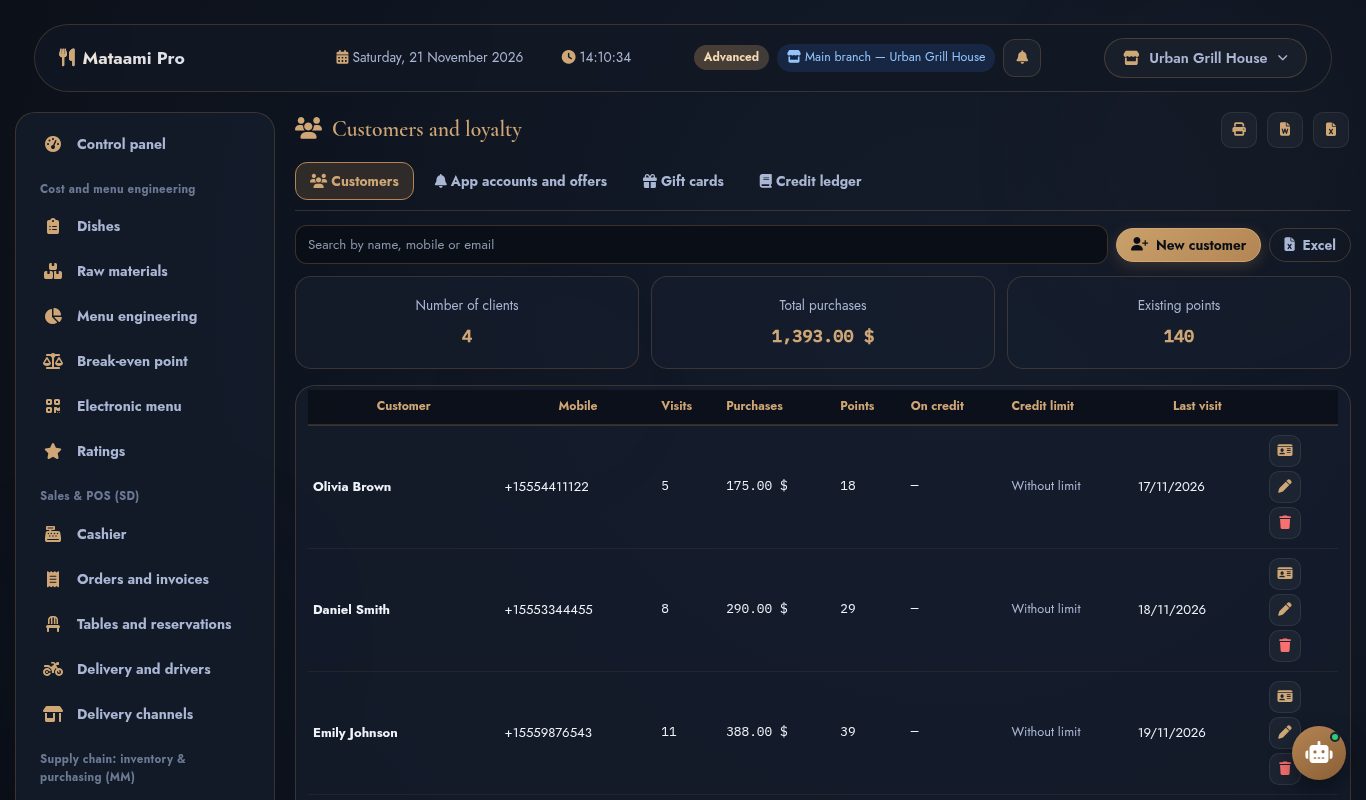 Mataami Pro
Saturday, 21 November 2026
14:10:34
Advanced
Main branch — Urban Grill House
Urban Grill House
Control panel
Cost and menu engineering
Dishes
Raw materials
Menu engineering
Break-even point
Electronic menu
Ratings
Sales & POS (SD)
Cashier
Orders and invoices
Tables and reservations
Delivery and drivers
Delivery channels
Supply chain: inventory &
purchasing (MM)
Customers and loyalty
Customers
App accounts and offers
Gift cards
Credit ledger
Search by name, mobile or email
New customer
Excel
Number of clients
4
Total purchases
1,393.00 $
Existing points
140
Customer Mobile Visits Purchases Points On credit Credit limit Last visit
Olivia Brown +15554411122 5 175.00 $ 18 — Without limit 17/11/2026
Daniel Smith +15553344455 8 290.00 $ 29 — Without limit 18/11/2026
Emily Johnson +15559876543 11 388.00 $ 39 — Without limit 19/11/2026